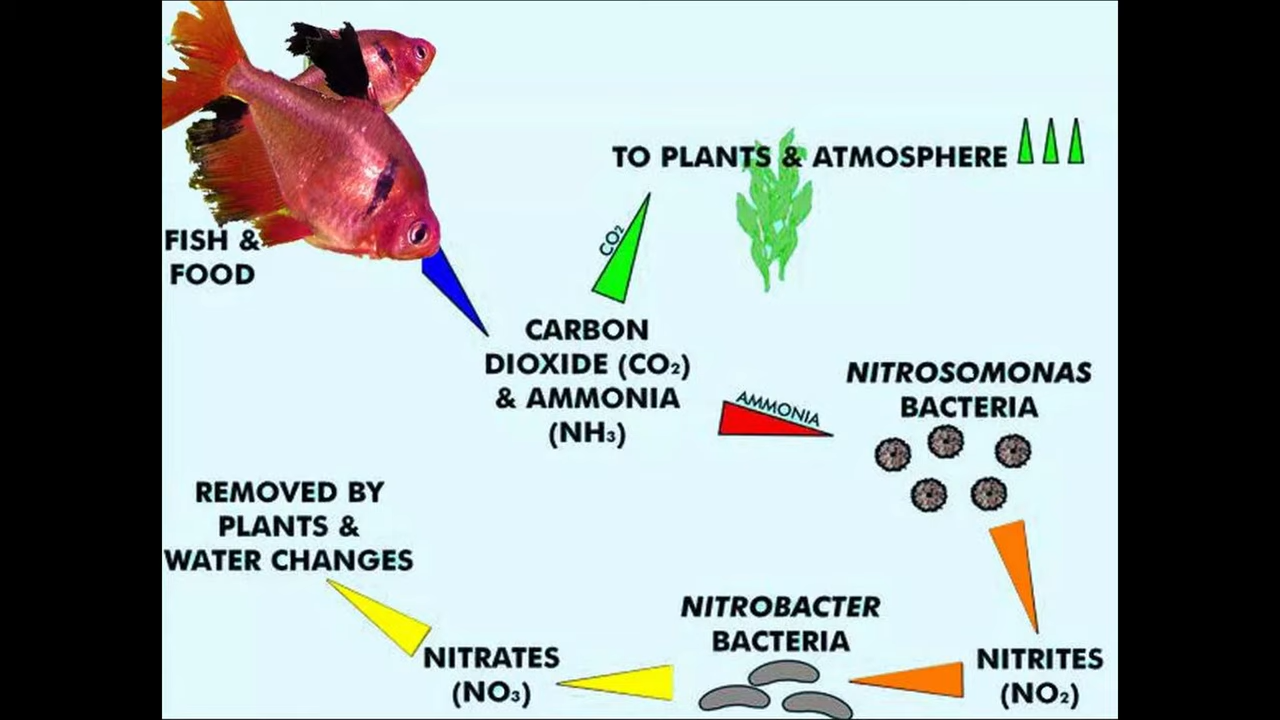 TO PLANTS & ATMOSPHERE
CO₂
FISH &
FOOD
CARBON
DIOXIDE (CO₂)
& AMMONIA
(NH₃)
AMMONIA
NITROSOMONAS
BACTERIA
REMOVED BY
PLANTS &
WATER CHANGES
NITROBACTER
BACTERIA
NITRATES
(NO₃)
NITRITES
(NO₂)